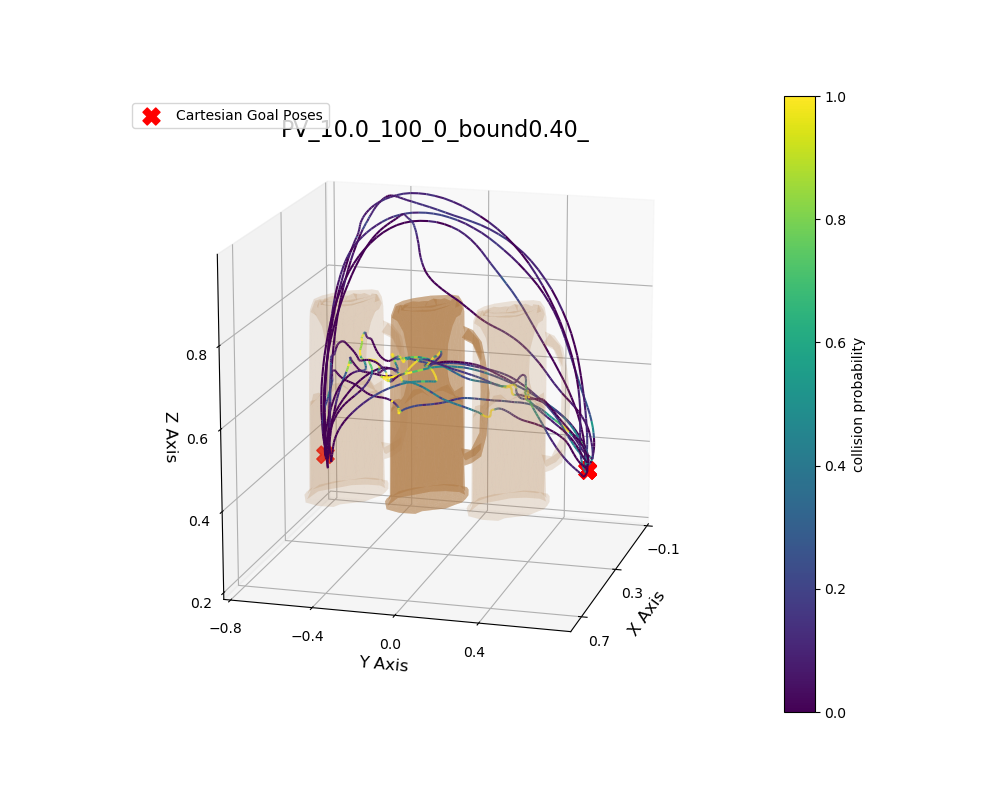 Cartesian Goal Poses
PV_10.0_100_0_bound0.40_
1.0
0.8
0.6
0.4
0.2
0.0
collision probability
0.8
0.6
0.4
0.2
Z Axis
−0.8
−0.4
0.0
0.4
Y Axis
−0.1
0.3
0.7
X Axis